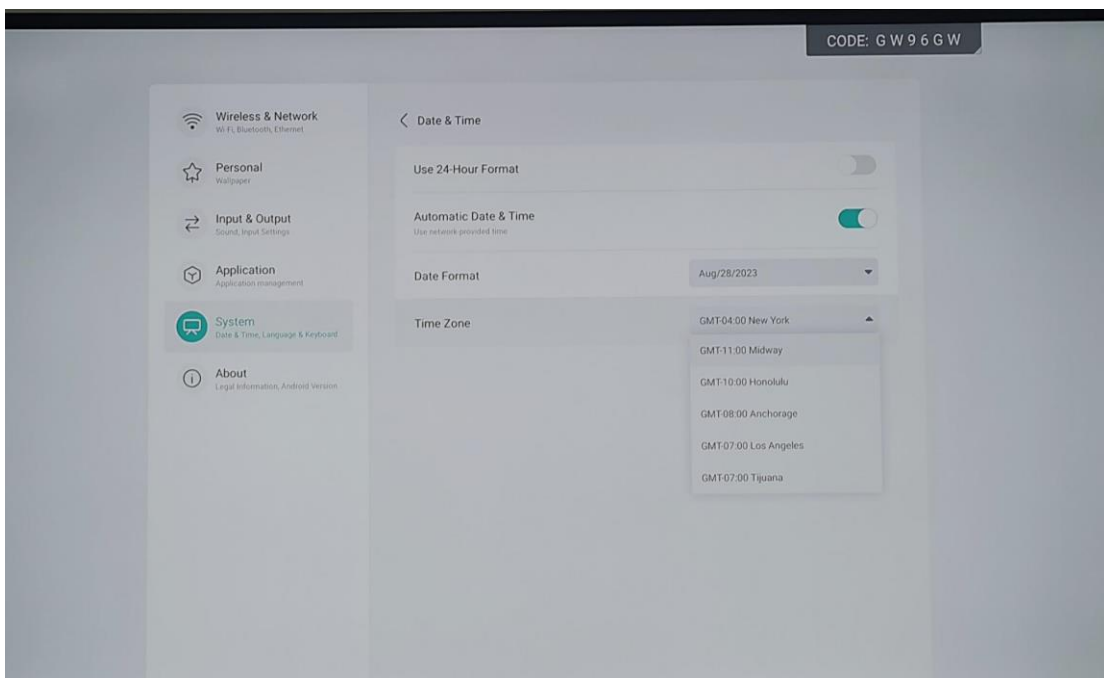 CODE: G W 9 6 G W
Wireless & Network
Wi-Fi, Bluetooth, Ethernet
Personal
Wallpaper
Input & Output
Sound, Input Settings
Application
Application management
System
Date & Time, Language & Keyboard
About
Legal Information, Android Version
Date & Time
Use 24-Hour Format
Automatic Date & Time
Use network provided time
Date Format
Aug/28/2023
Time Zone
GMT-04:00 New York
GMT-11:00 Midway
GMT-10:00 Honolulu
GMT-08:00 Anchorage
GMT-07:00 Los Angeles
GMT-07:00 Tijuana